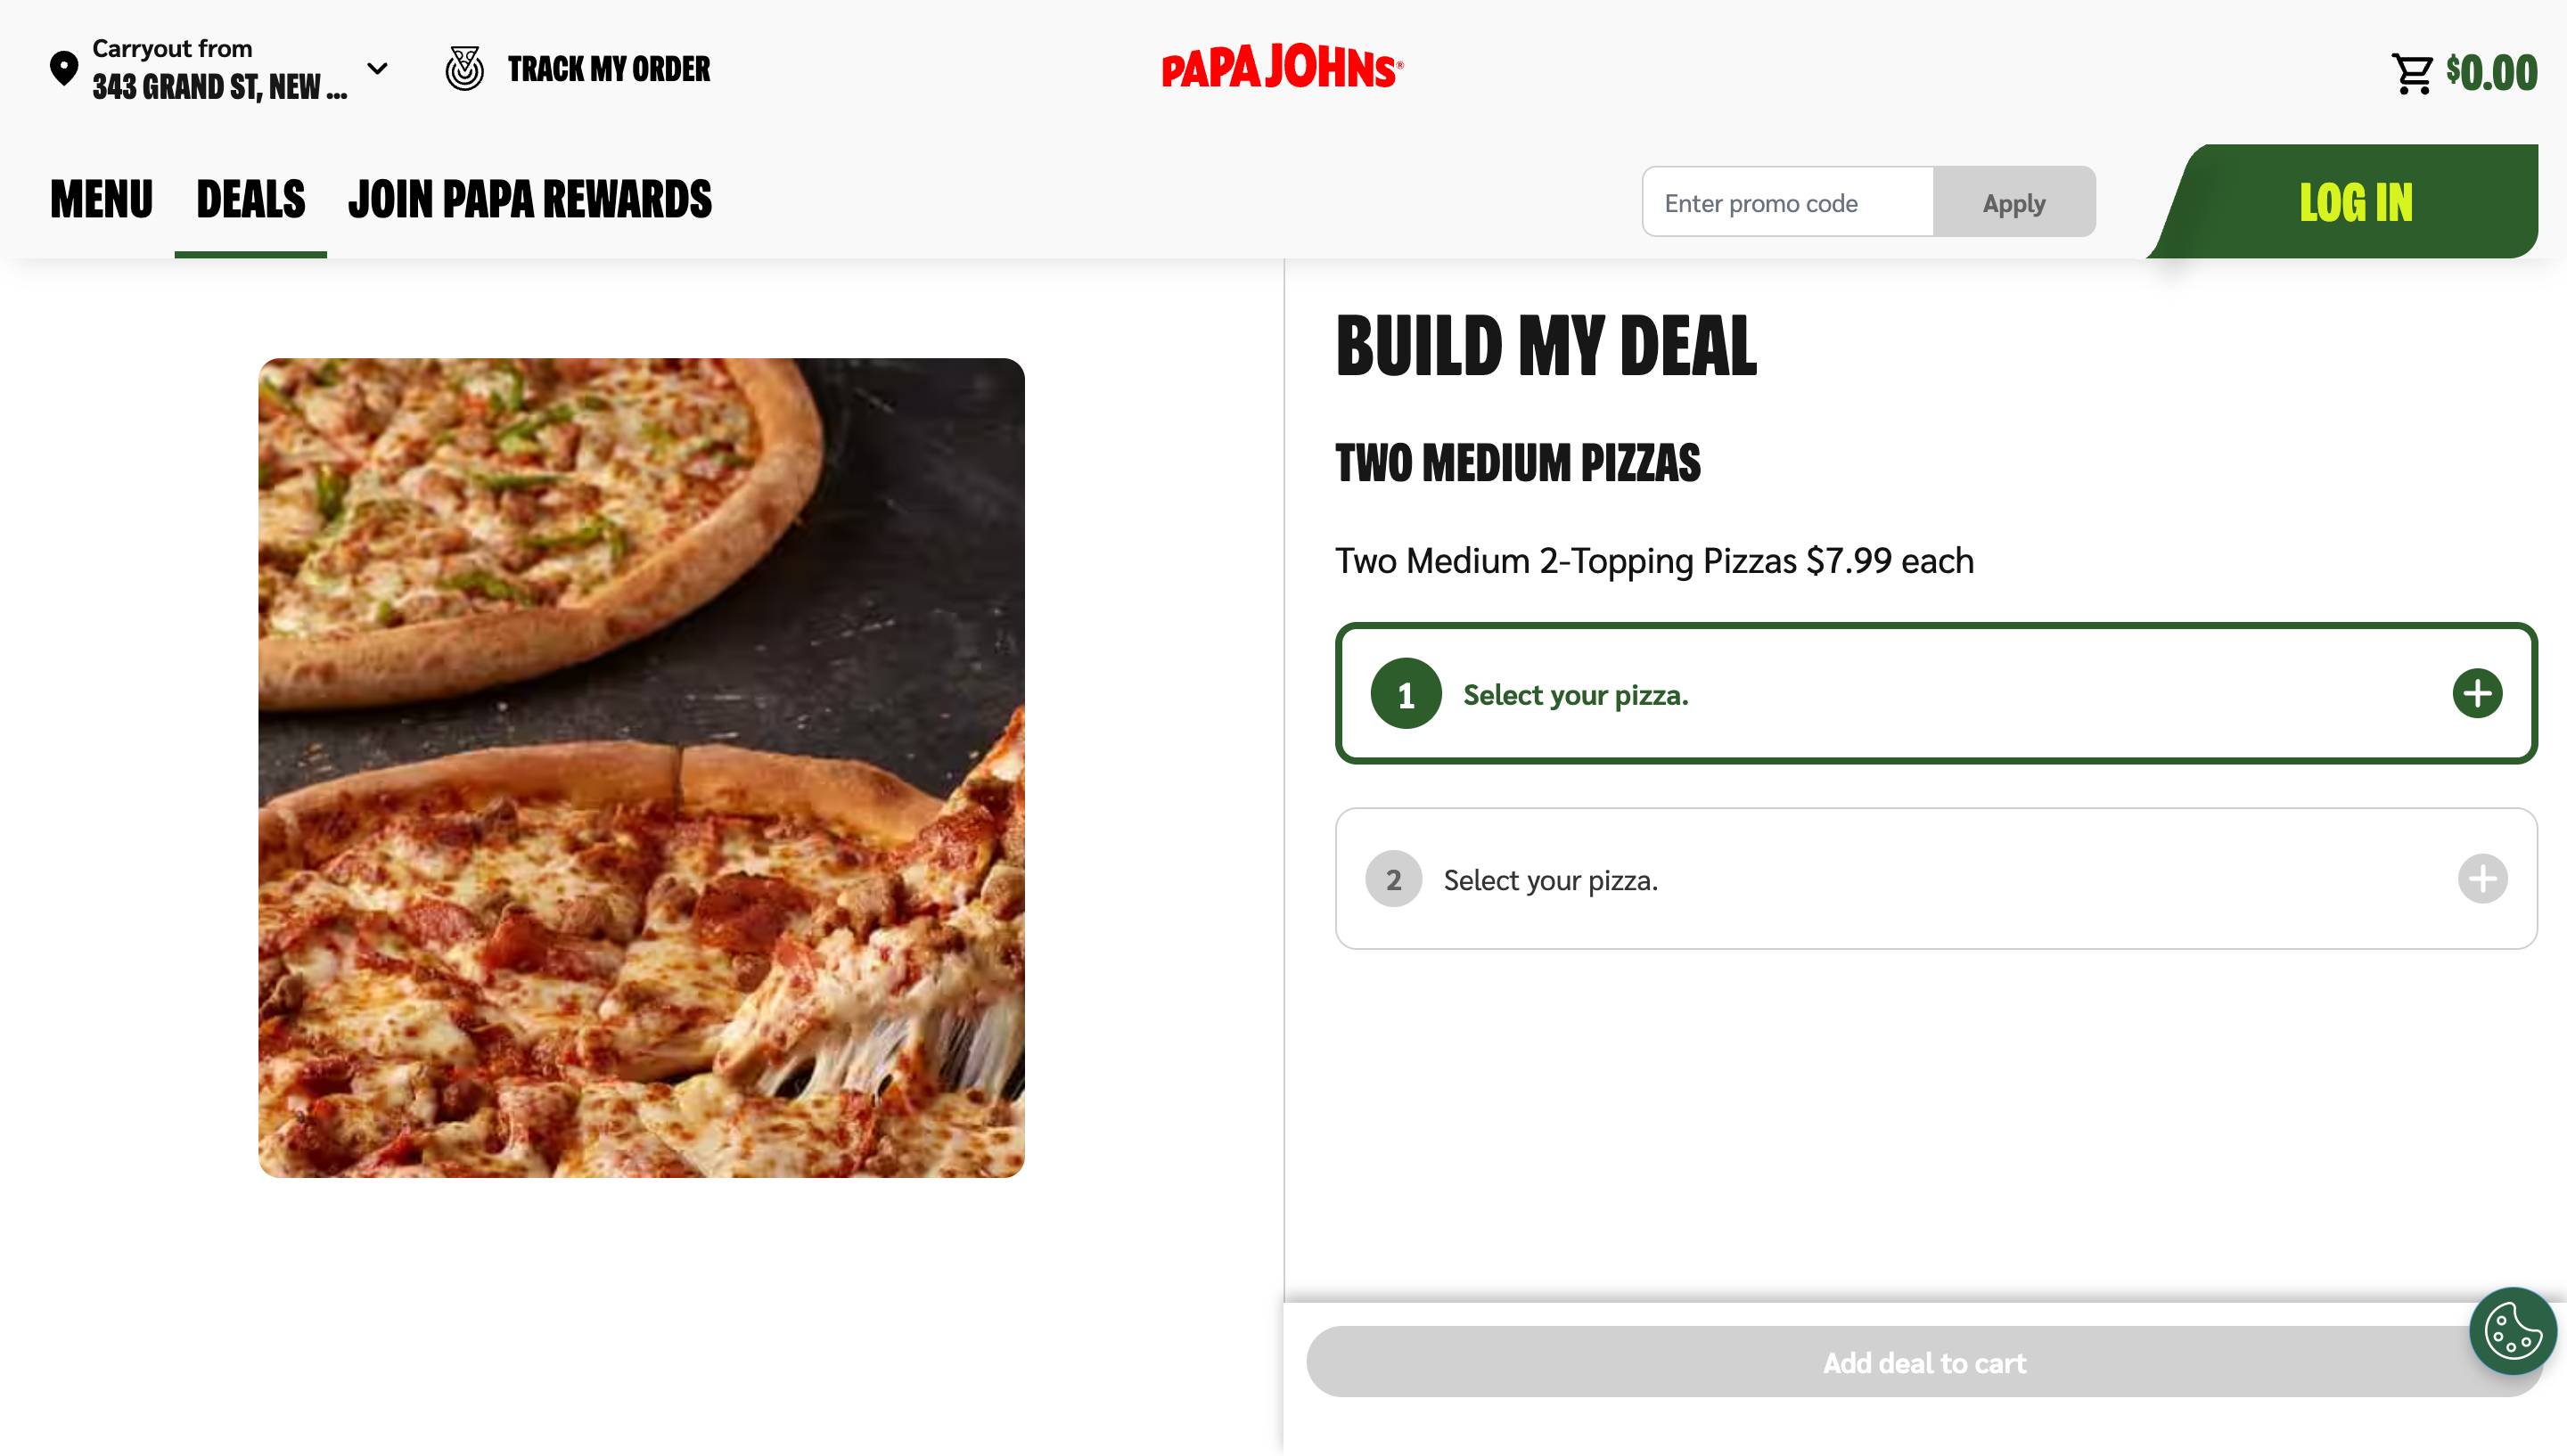 Carryout from
343 GRAND ST, NEW ...
TRACK MY ORDER
PAPA JOHNS®
$0.00
MENU
DEALS
JOIN PAPA REWARDS
Enter promo code
Apply
LOG IN
BUILD MY DEAL
TWO MEDIUM PIZZAS
Two Medium 2-Topping Pizzas $7.99 each
1 Select your pizza.
2 Select your pizza.
Add deal to cart